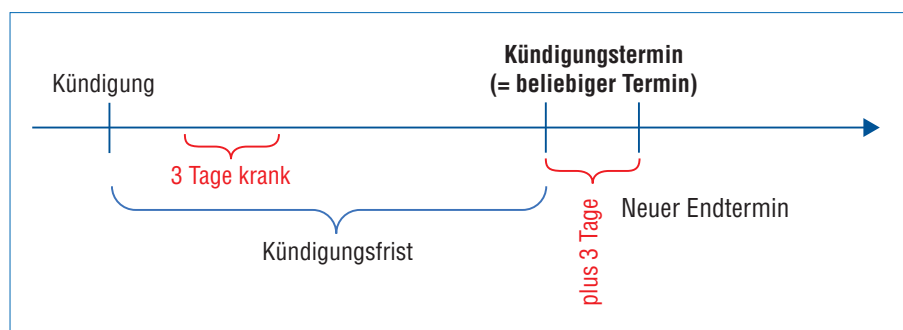 Kündigungstermin
(= beliebiger Termin)
Kündigung
3 Tage krank
Kündigungsfrist
plus 3 Tage
Neuer Endtermin